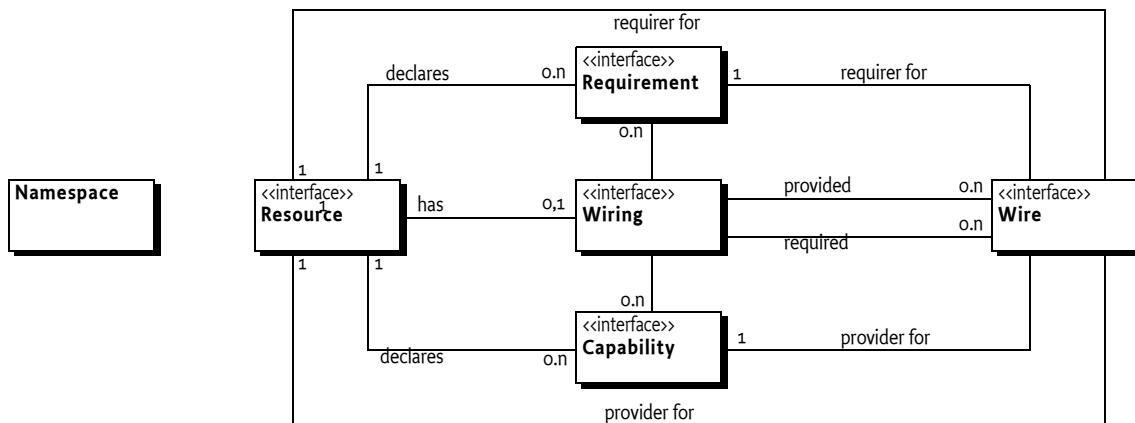 requirer for
<<interface>>
Requirement
declares
0.n
1
requirer for
0.n
1
1
Namespace
<<interface>>
Resource
1
has
0,1
<<interface>>
Wiring
provided
0.n
required
0.n
<<interface>>
Wire
1
1
0.n
<<interface>>
Capability
declares
0.n
1
provider for
provider for